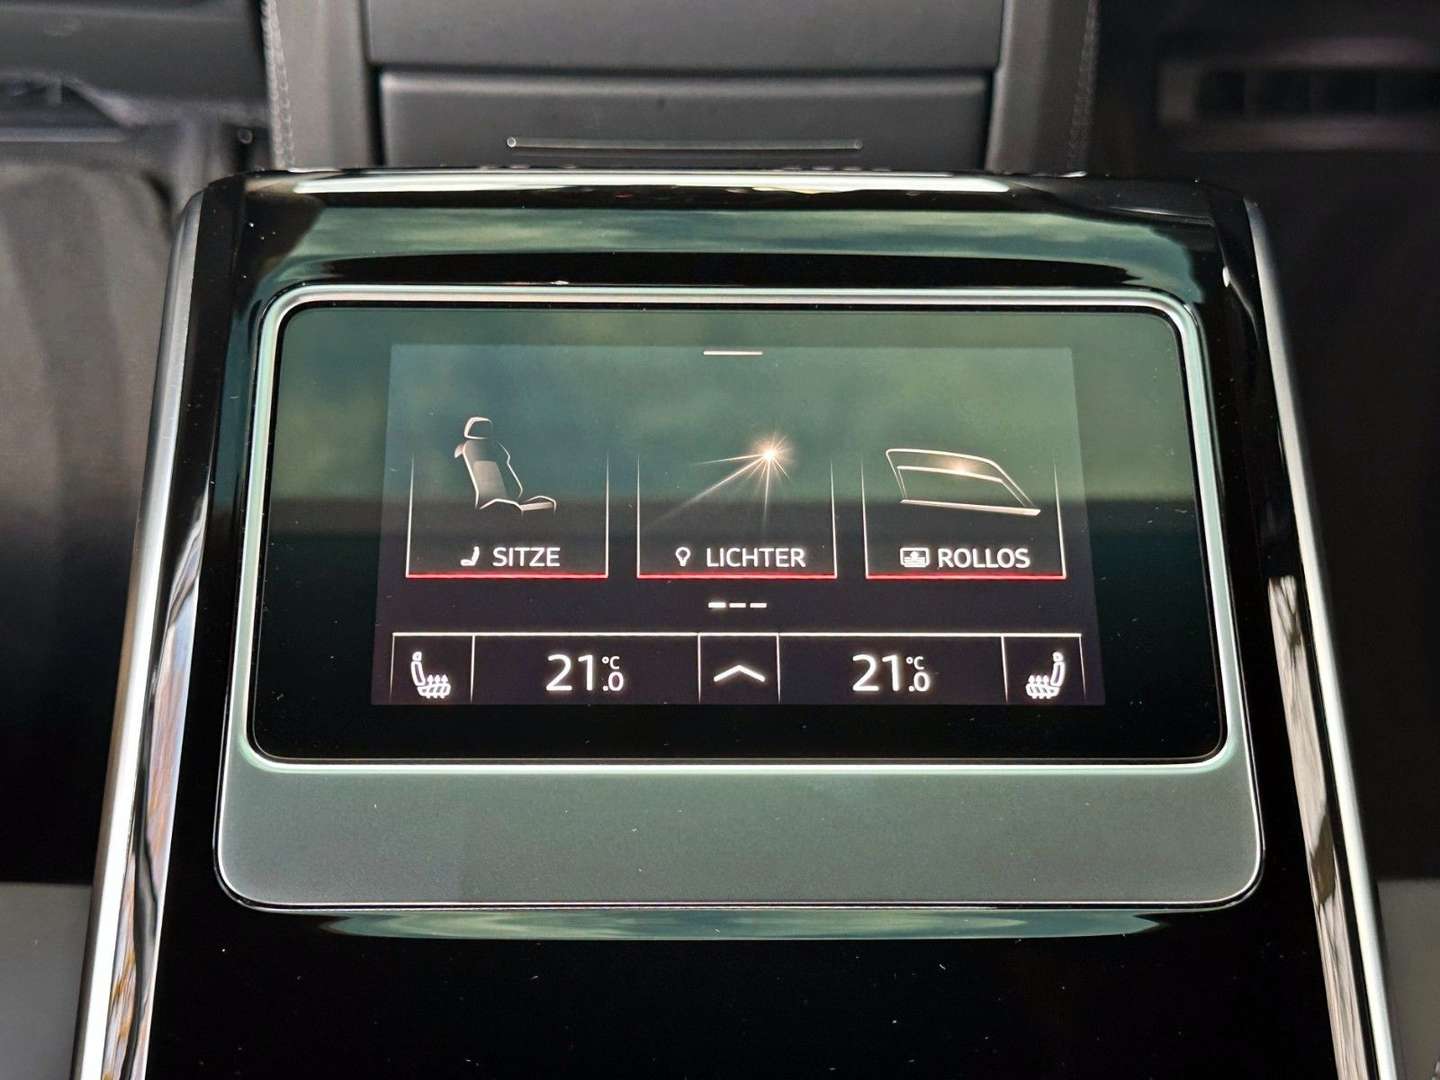 SITZE LICHTER ROLLOS
21.0 °C 21.0 °C